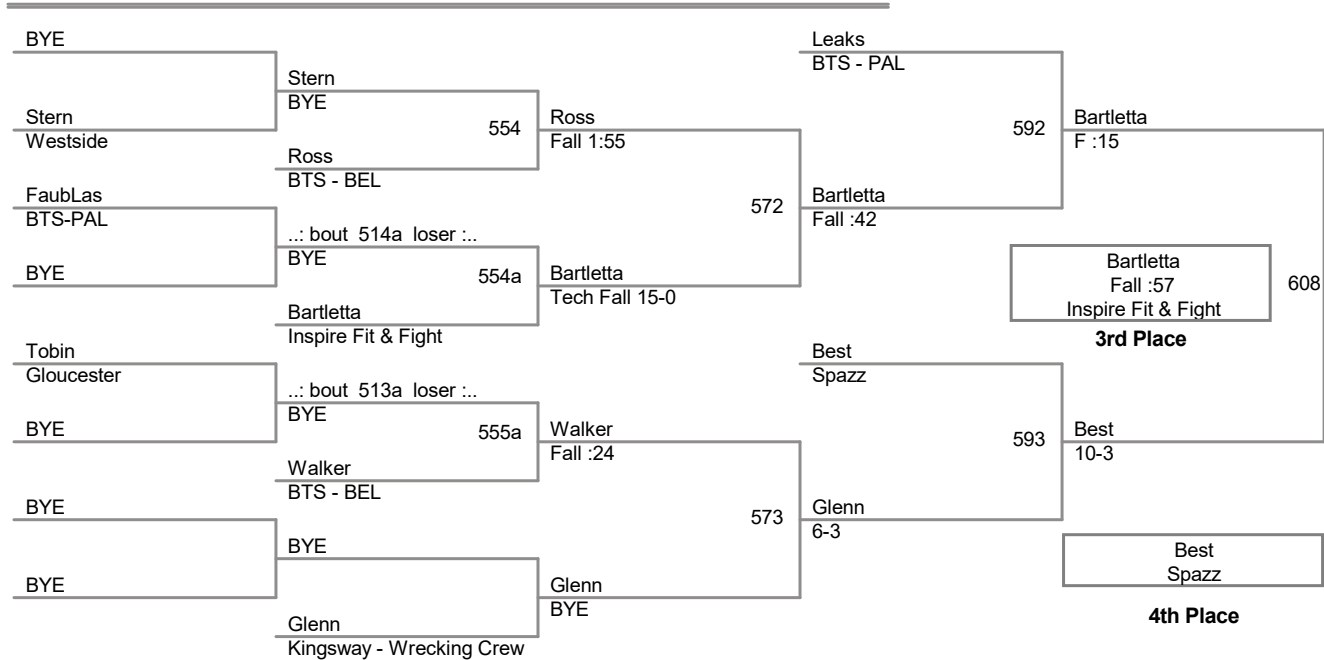 BYE
Stern
Westside
FaubLas
BTS-PAL
BYE
Tobin
Gloucester
BYE
BYE
BYE
Stern
BYE
Ross
BTS - BEL
..: bout 514a loser :..
BYE
Bartletta
Inspire Fit & Fight
..: bout 513a loser :..
BYE
Walker
BTS - BEL
BYE
Glenn
Kingsway - Wrecking Crew
554
554a
555a
Ross
Fall 1:55
Bartletta
Tech Fall 15-0
Walker
Fall :24
Glenn
BYE
572
573
Leaks
BTS - PAL
Bartletta
Fall :42
Best
Spazz
Glenn
6-3
592
593
Bartletta
F :15
Bartletta
Fall :57
Inspire Fit & Fight
608
3rd Place
Best
10-3
Best
Spazz
4th Place